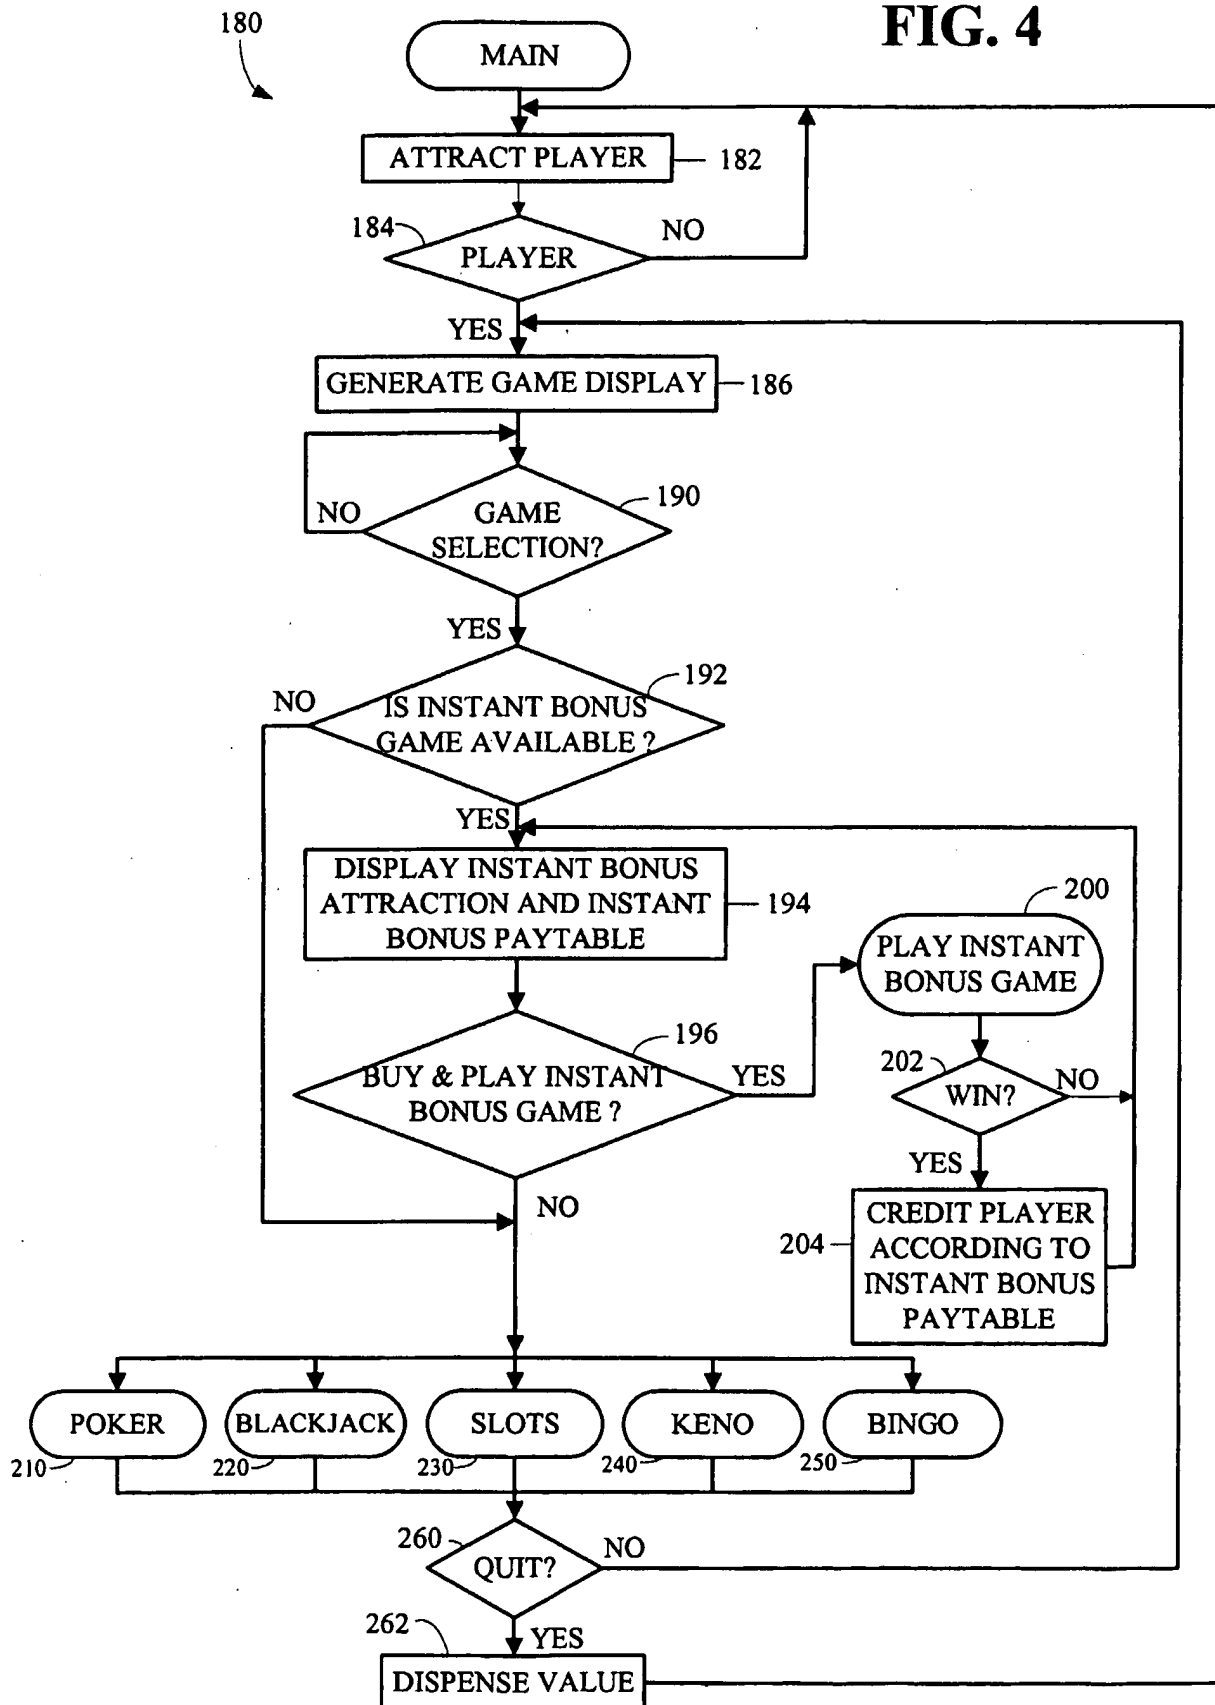 FIG. 4
180
MAIN
ATTRACT PLAYER
182
184
PLAYER
NO
YES
GENERATE GAME DISPLAY
186
GAME
SELECTION?
190
NO
YES
IS INSTANT BONUS
GAME AVAILABLE ?
192
NO
YES
DISPLAY INSTANT BONUS
ATTRACTION AND INSTANT
BONUS PAYTABLE
194
BUY & PLAY INSTANT
BONUS GAME ?
196
YES
NO
200
PLAY INSTANT
BONUS GAME
202
WIN?
NO
YES
204
CREDIT PLAYER
ACCORDING TO
INSTANT BONUS
PAYTABLE
POKER
BLACKJACK
SLOTS
KENO
BINGO
210
220
230
240
250
260
QUIT?
NO
YES
262
DISPENSE VALUE